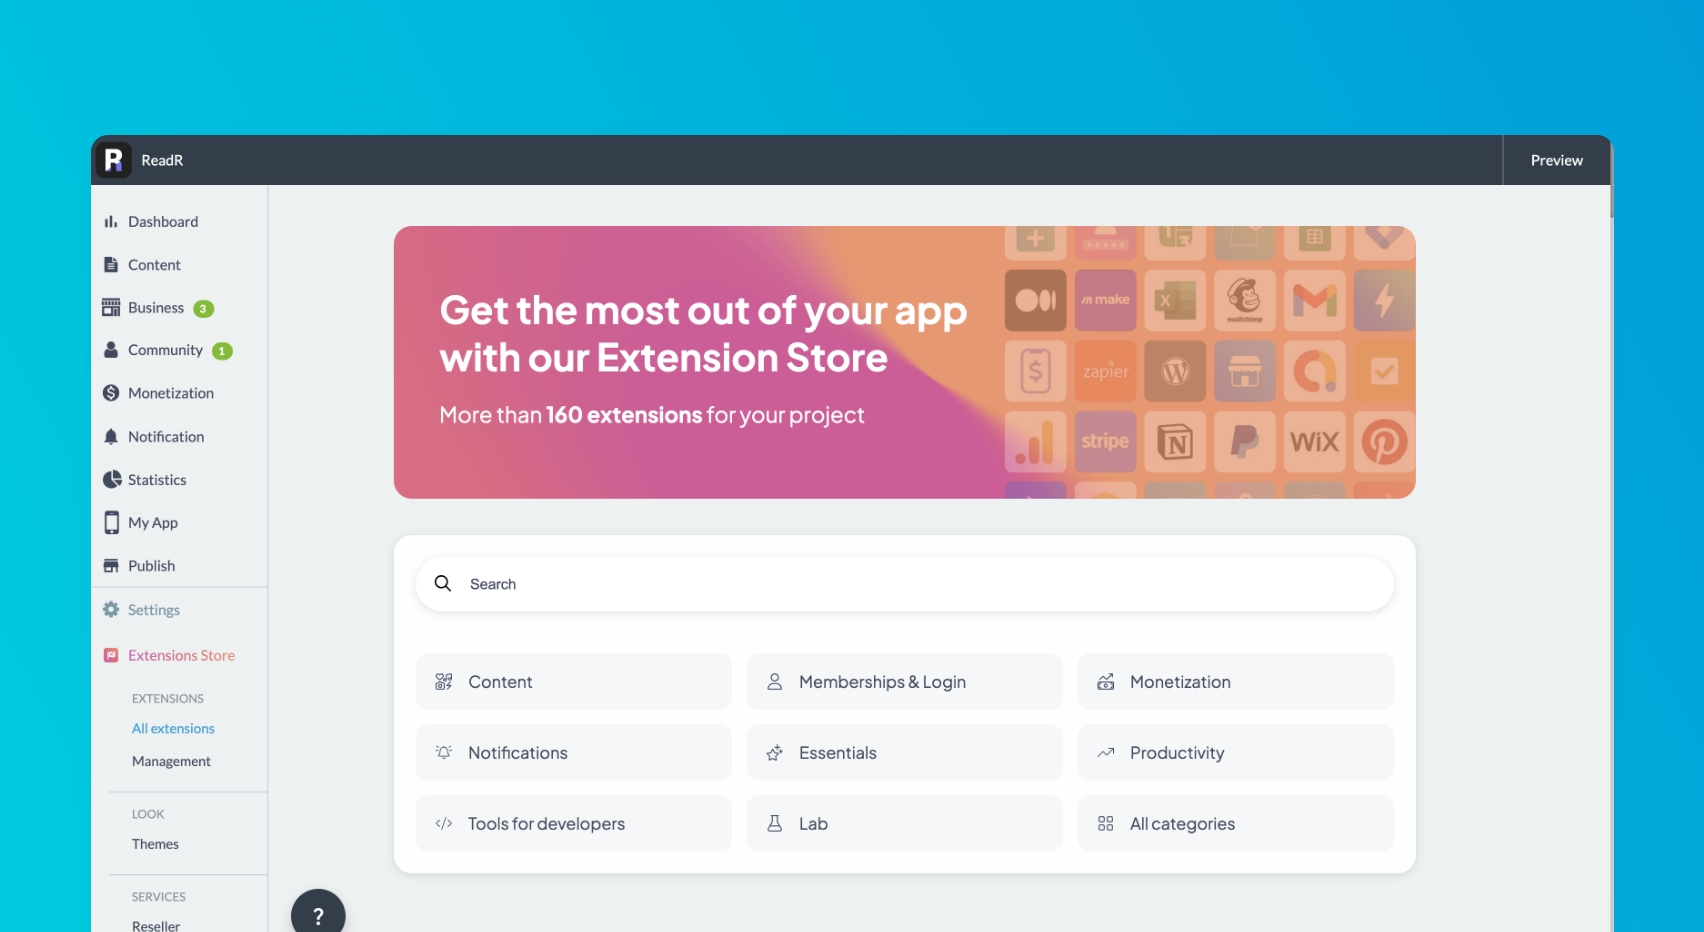 ReadR
Preview
Dashboard
Content
Business 3
Community 1
Monetization
Notification
Statistics
My App
Publish
Settings
Extensions Store
EXTENSIONS
All extensions
Management
LOOK
Themes
SERVICES
Reseller
?
Get the most out of your app
with our Extension Store
More than 160 extensions for your project
make
X
mailchimp
$
zapier
W
stripe
N
WiX
Search
Content
Memberships & Login
Monetization
Notifications
Essentials
Productivity
Tools for developers
Lab
All categories